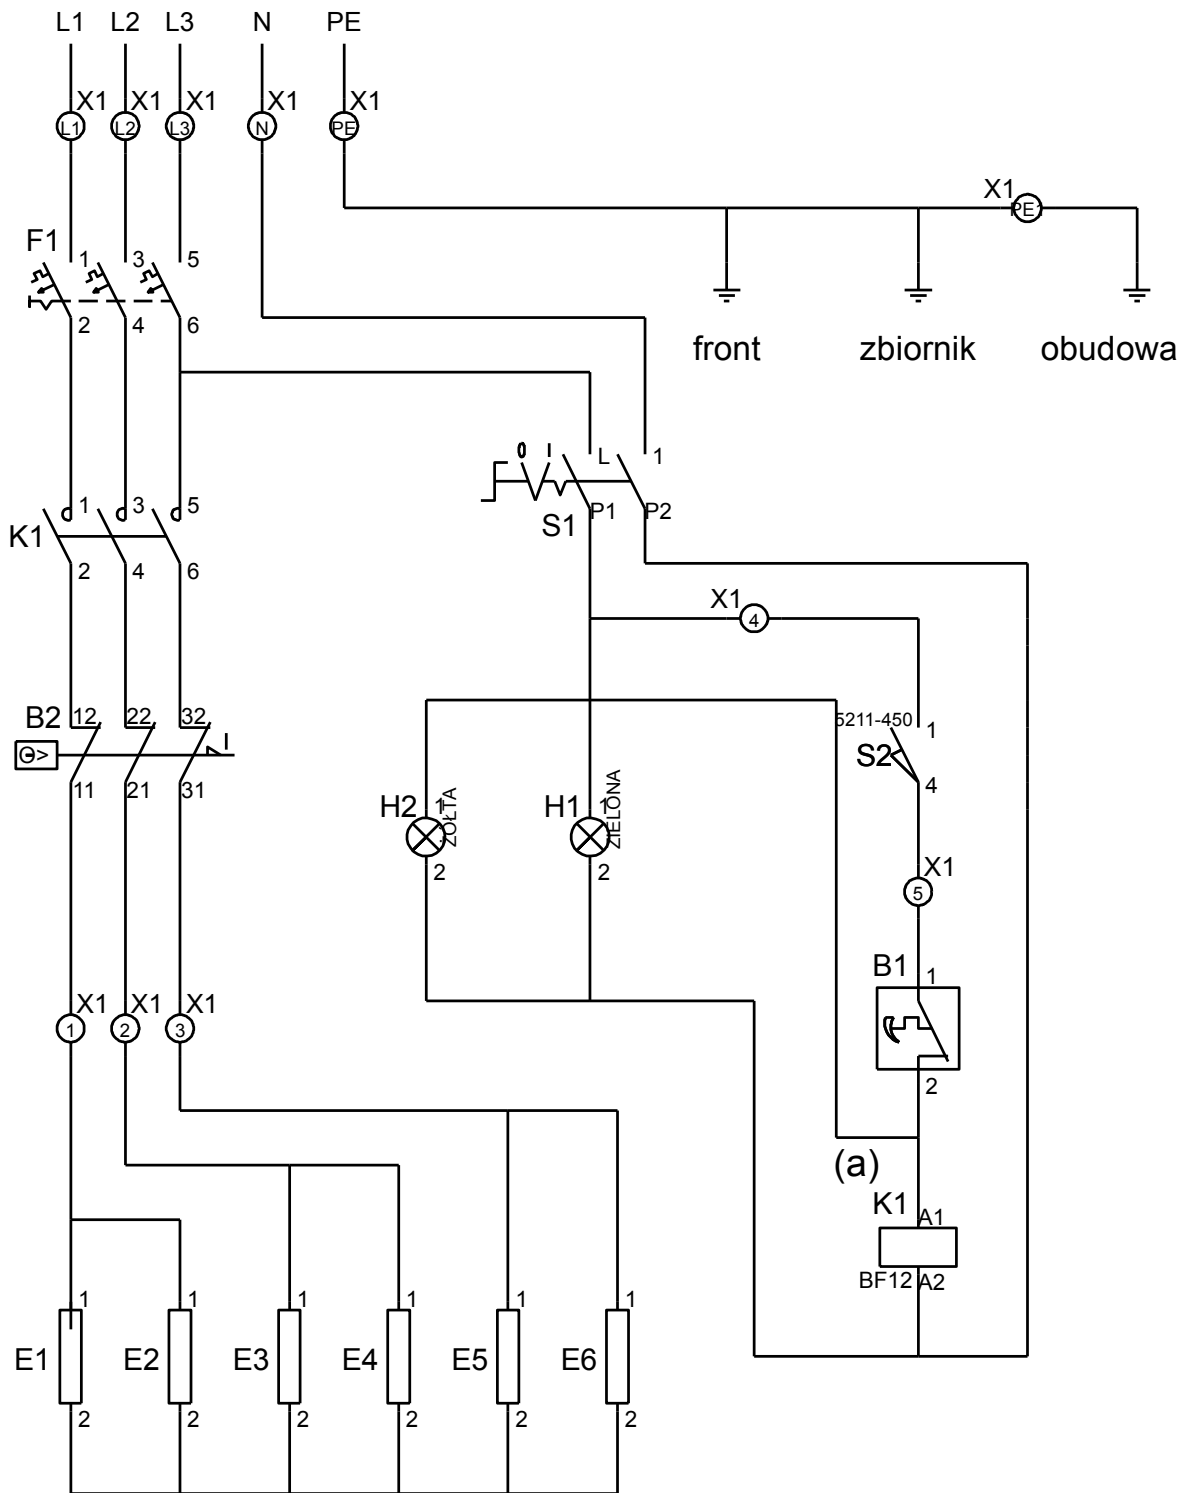 L1 L2 L3 N PE
X1 X1 X1 X1 X1
L1 L2 L3 N PE
X1
PE1
F1
1 3 5
2 4 6
front zbiornik obudowa
0 I
L 1
S1 P1 P2
K1
1 3 5
2 4 6
X1
4
B2
12 22 32
Θ>
11 21 31
5211-450
1
S2
4
H2 1 ŻÓŁTA
2
H1 1 ZIELONA
2
X1
5
B1
1
2
X1 X1 X1
1 2 3
(a)
K1
A1
BF12 A2
1 1 1 1 1 1
E1 E2 E3 E4 E5 E6
2 2 2 2 2 2